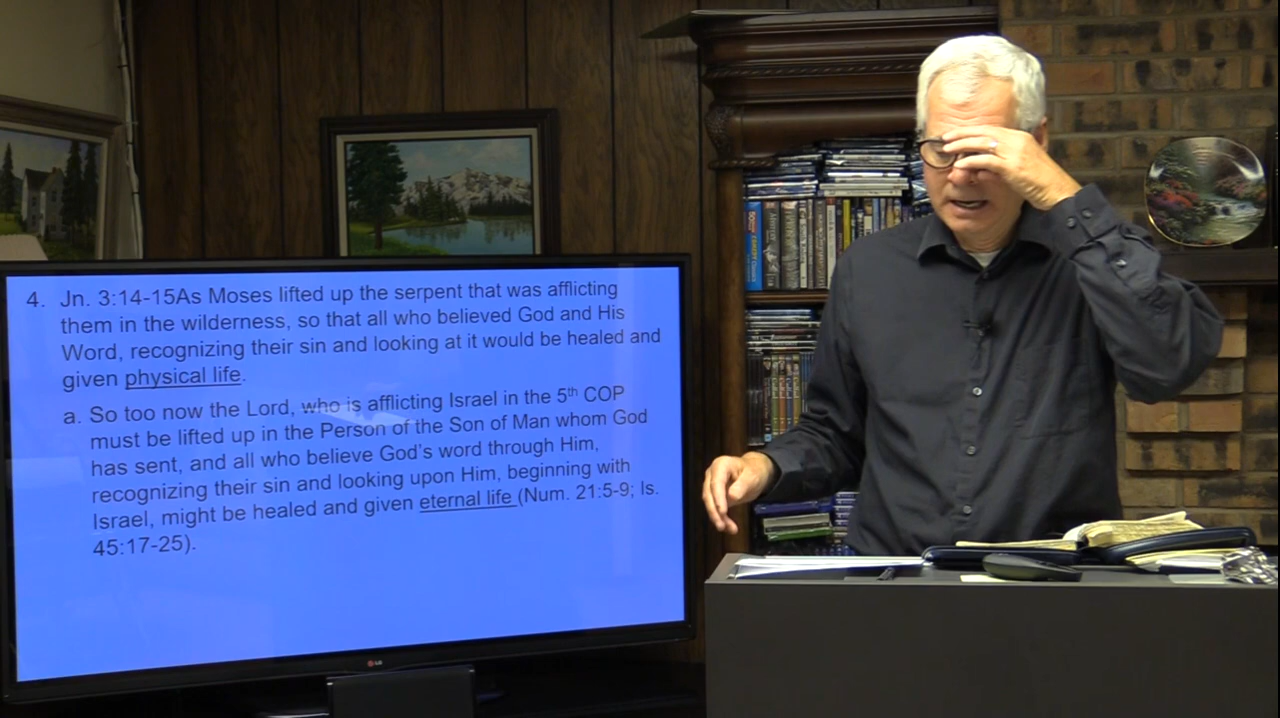 4. Jn. 3:14-15As Moses lifted up the serpent that was afflicting
them in the wilderness, so that all who believed God and His
Word, recognizing their sin and looking at it would be healed and
given physical life.
a. So too now the Lord, who is afflicting Israel in the 5th COP
must be lifted up in the Person of the Son of Man whom God
has sent, and all who believe God's word through Him,
recognizing their sin and looking upon Him, beginning with
Israel, might be healed and given eternal life (Num. 21:5-9; Is.
45:17-25).
LG